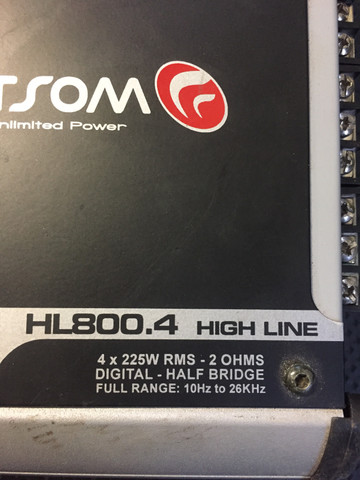 TSOM
nlimited Power
HL800.4 HIGH LINE
4 x 225W RMS - 2 OHMS
DIGITAL - HALF BRIDGE
FULL RANGE: 10Hz to 26KHz